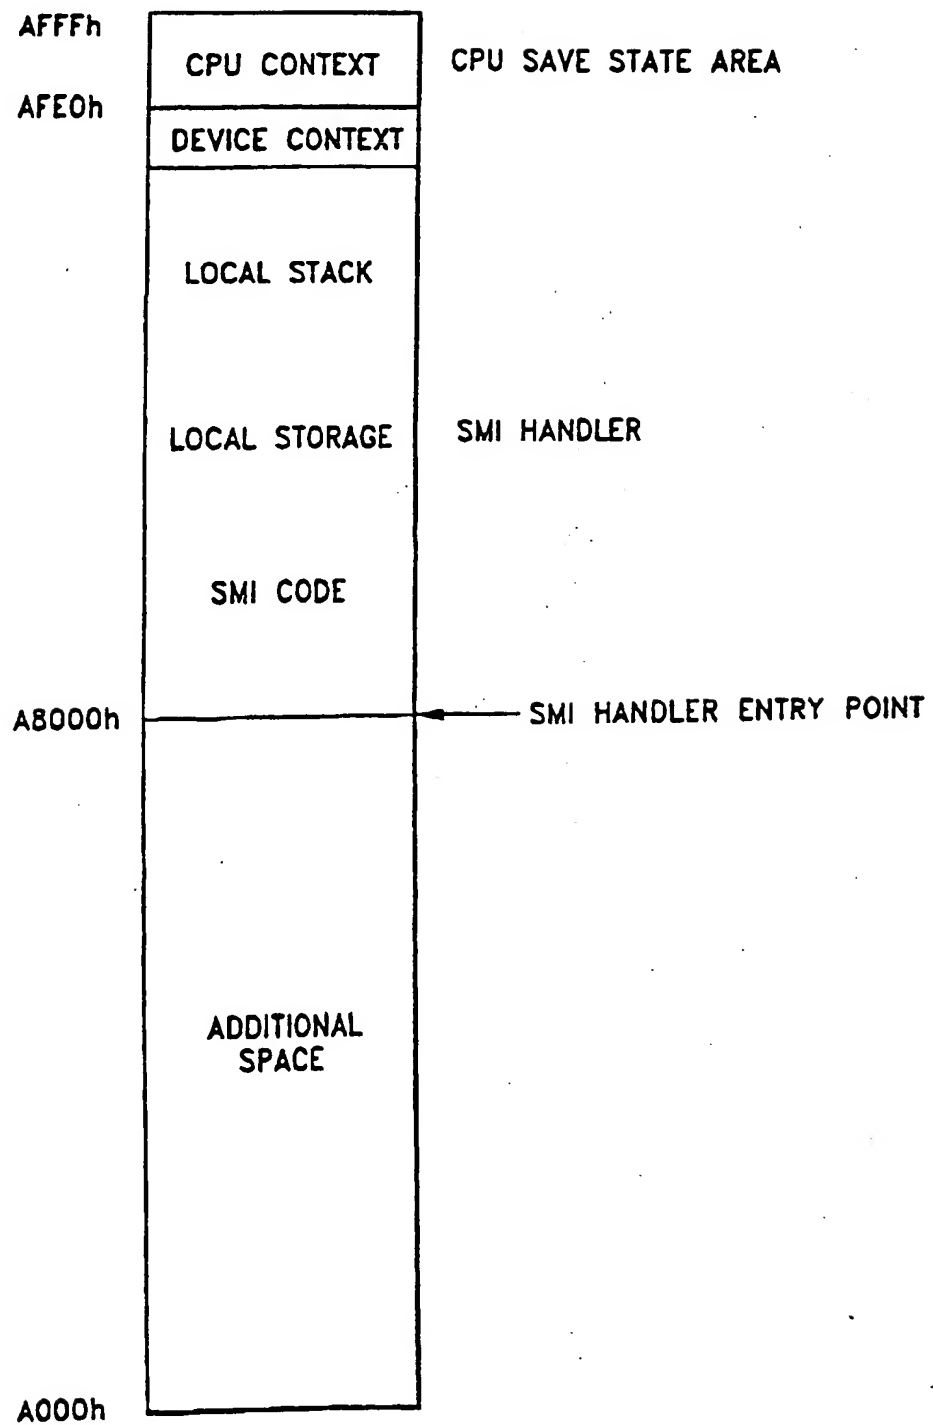 AFFFh
CPU CONTEXT
CPU SAVE STATE AREA
AFE0h
DEVICE CONTEXT
LOCAL STACK
LOCAL STORAGE
SMI HANDLER
SMI CODE
A8000h
SMI HANDLER ENTRY POINT
ADDITIONAL
SPACE
A000h